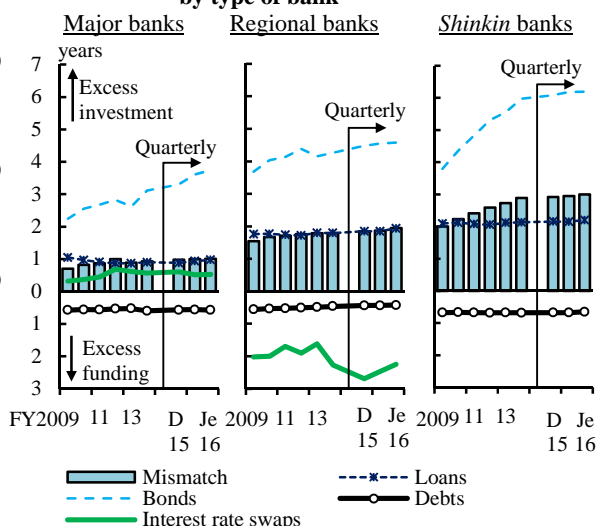 by type of bank
Major banks Regional banks Shinkin banks
years
7
6
5
4
3
2
1
0
1
2
3
Excess
investment
Quarterly
Excess
funding
Quarterly
Quarterly
FY2009 11 13 D Je
15 16
2009 11 13 D Je
15 16
2009 11 13 D Je
15 16
Mismatch Loans
Bonds Debts
Interest rate swaps